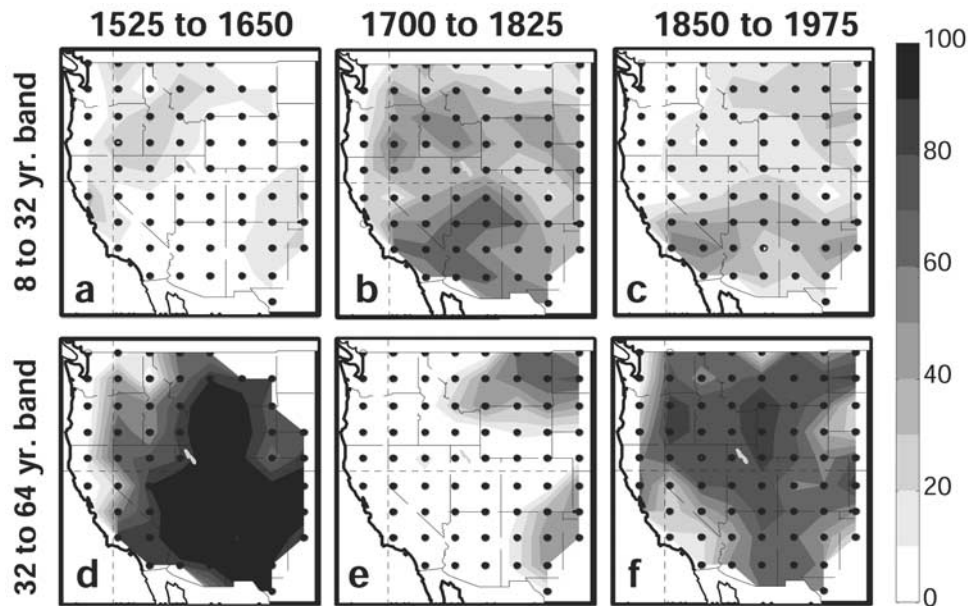 1525 to 1650
1700 to 1825
1850 to 1975
8 to 32 yr. band
a
b
c
32 to 64 yr. band
d
e
f
100
80
60
40
20
0